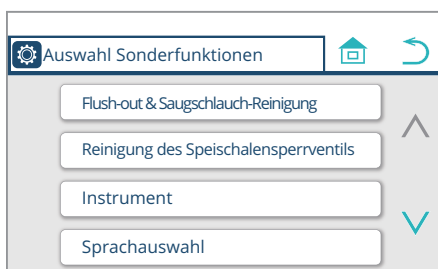 Auswahl Sonderfunktionen
Flush-out & Saugschlauch-Reinigung
Reinigung des Speischalensperrventils
Instrument
Sprachauswahl